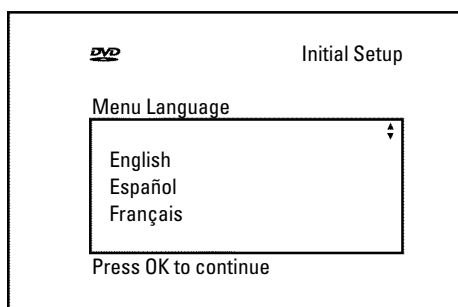 DVD Initial Setup
Menu Language
English
Español
Français
Press OK to continue